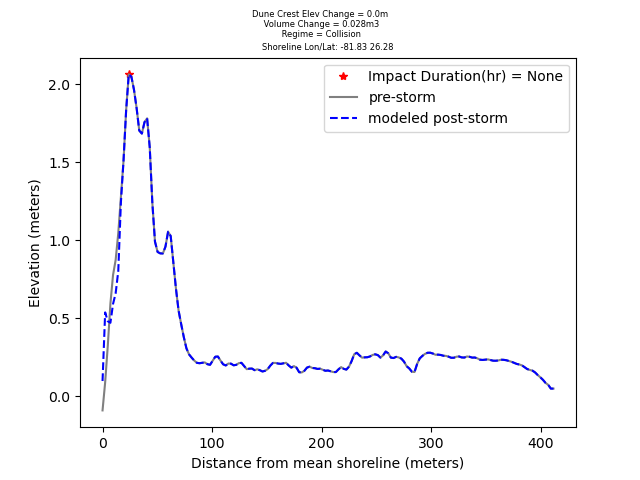 Dune Crest Elev Change = 0.0m
Volume Change = 0.028m3
Regime = Collision
Shoreline Lon/Lat: -81.83 26.28
Impact Duration(hr) = None
pre-storm
modeled post-storm
Elevation (meters)
2.0
1.5
1.0
0.5
0.0
0 100 200 300 400
Distance from mean shoreline (meters)